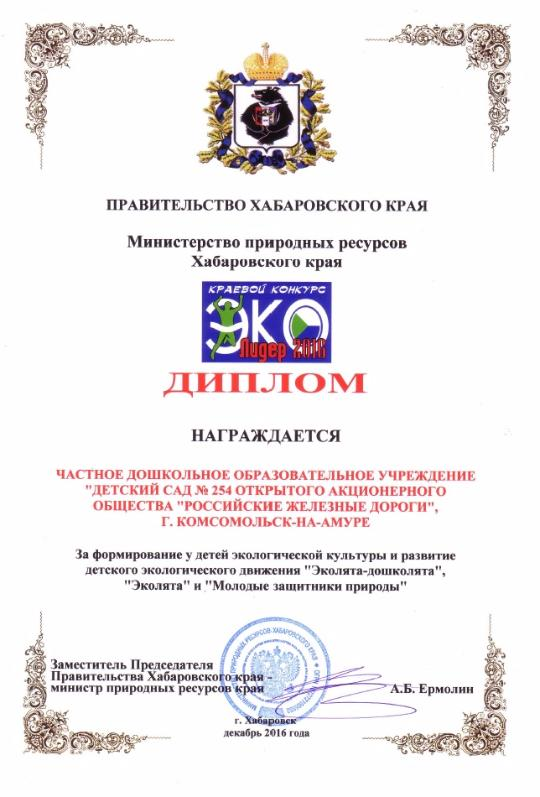 ПРАВИТЕЛЬСТВО ХАБАРОВСКОГО КРАЯ
Министерство природных ресурсов
Хабаровского края
КРАЕВОЙ КОНКУРС
ЭКО
Лидер 2016
ДИПЛОМ
НАГРАЖДАЕТСЯ
ЧАСТНОЕ ДОШКОЛЬНОЕ ОБРАЗОВАТЕЛЬНОЕ УЧРЕЖДЕНИЕ
"ДЕТСКИЙ САД № 254 ОТКРЫТОГО АКЦИОНЕРНОГО
ОБЩЕСТВА "РОССИЙСКИЕ ЖЕЛЕЗНЫЕ ДОРОГИ",
Г. КОМСОМОЛЬСК-НА-АМУРЕ
За формирование у детей экологической культуры и развитие
детского экологического движения "Эколята-дошколята",
"Эколята" и "Молодые защитники природы"
Заместитель Председателя
Правительства Хабаровского края -
министр природных ресурсов края
А.Б. Ермолин
ПРИРОДНЫХ РЕСУРСОВ ХАБАРОВСКОГО КРАЯ
г. Хабаровск
декабрь 2016 года